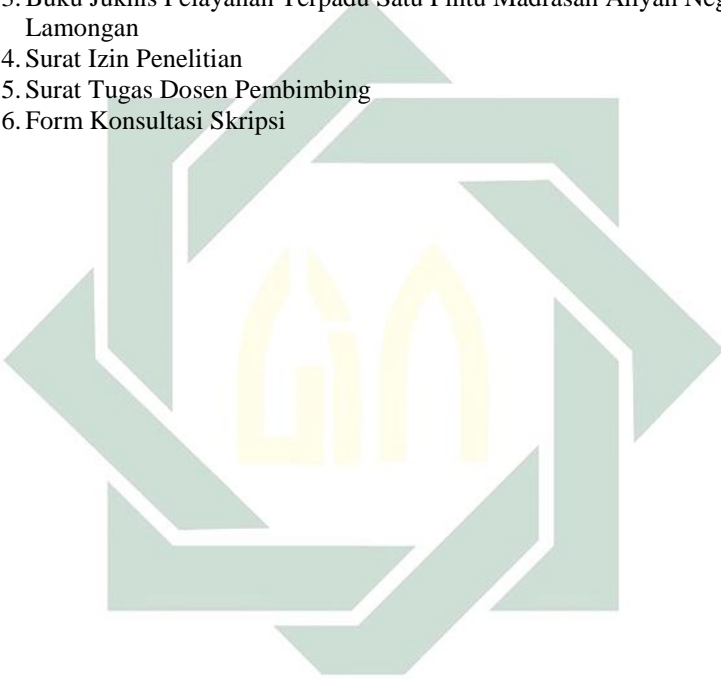 3. Buku Juknis Pelayanan Terpadu Satu Pintu Madrasah Aliyah
Lamongan
4. Surat Izin Penelitian
5. Surat Tugas Dosen Pembimbing
6. Form Konsultasi Skripsi